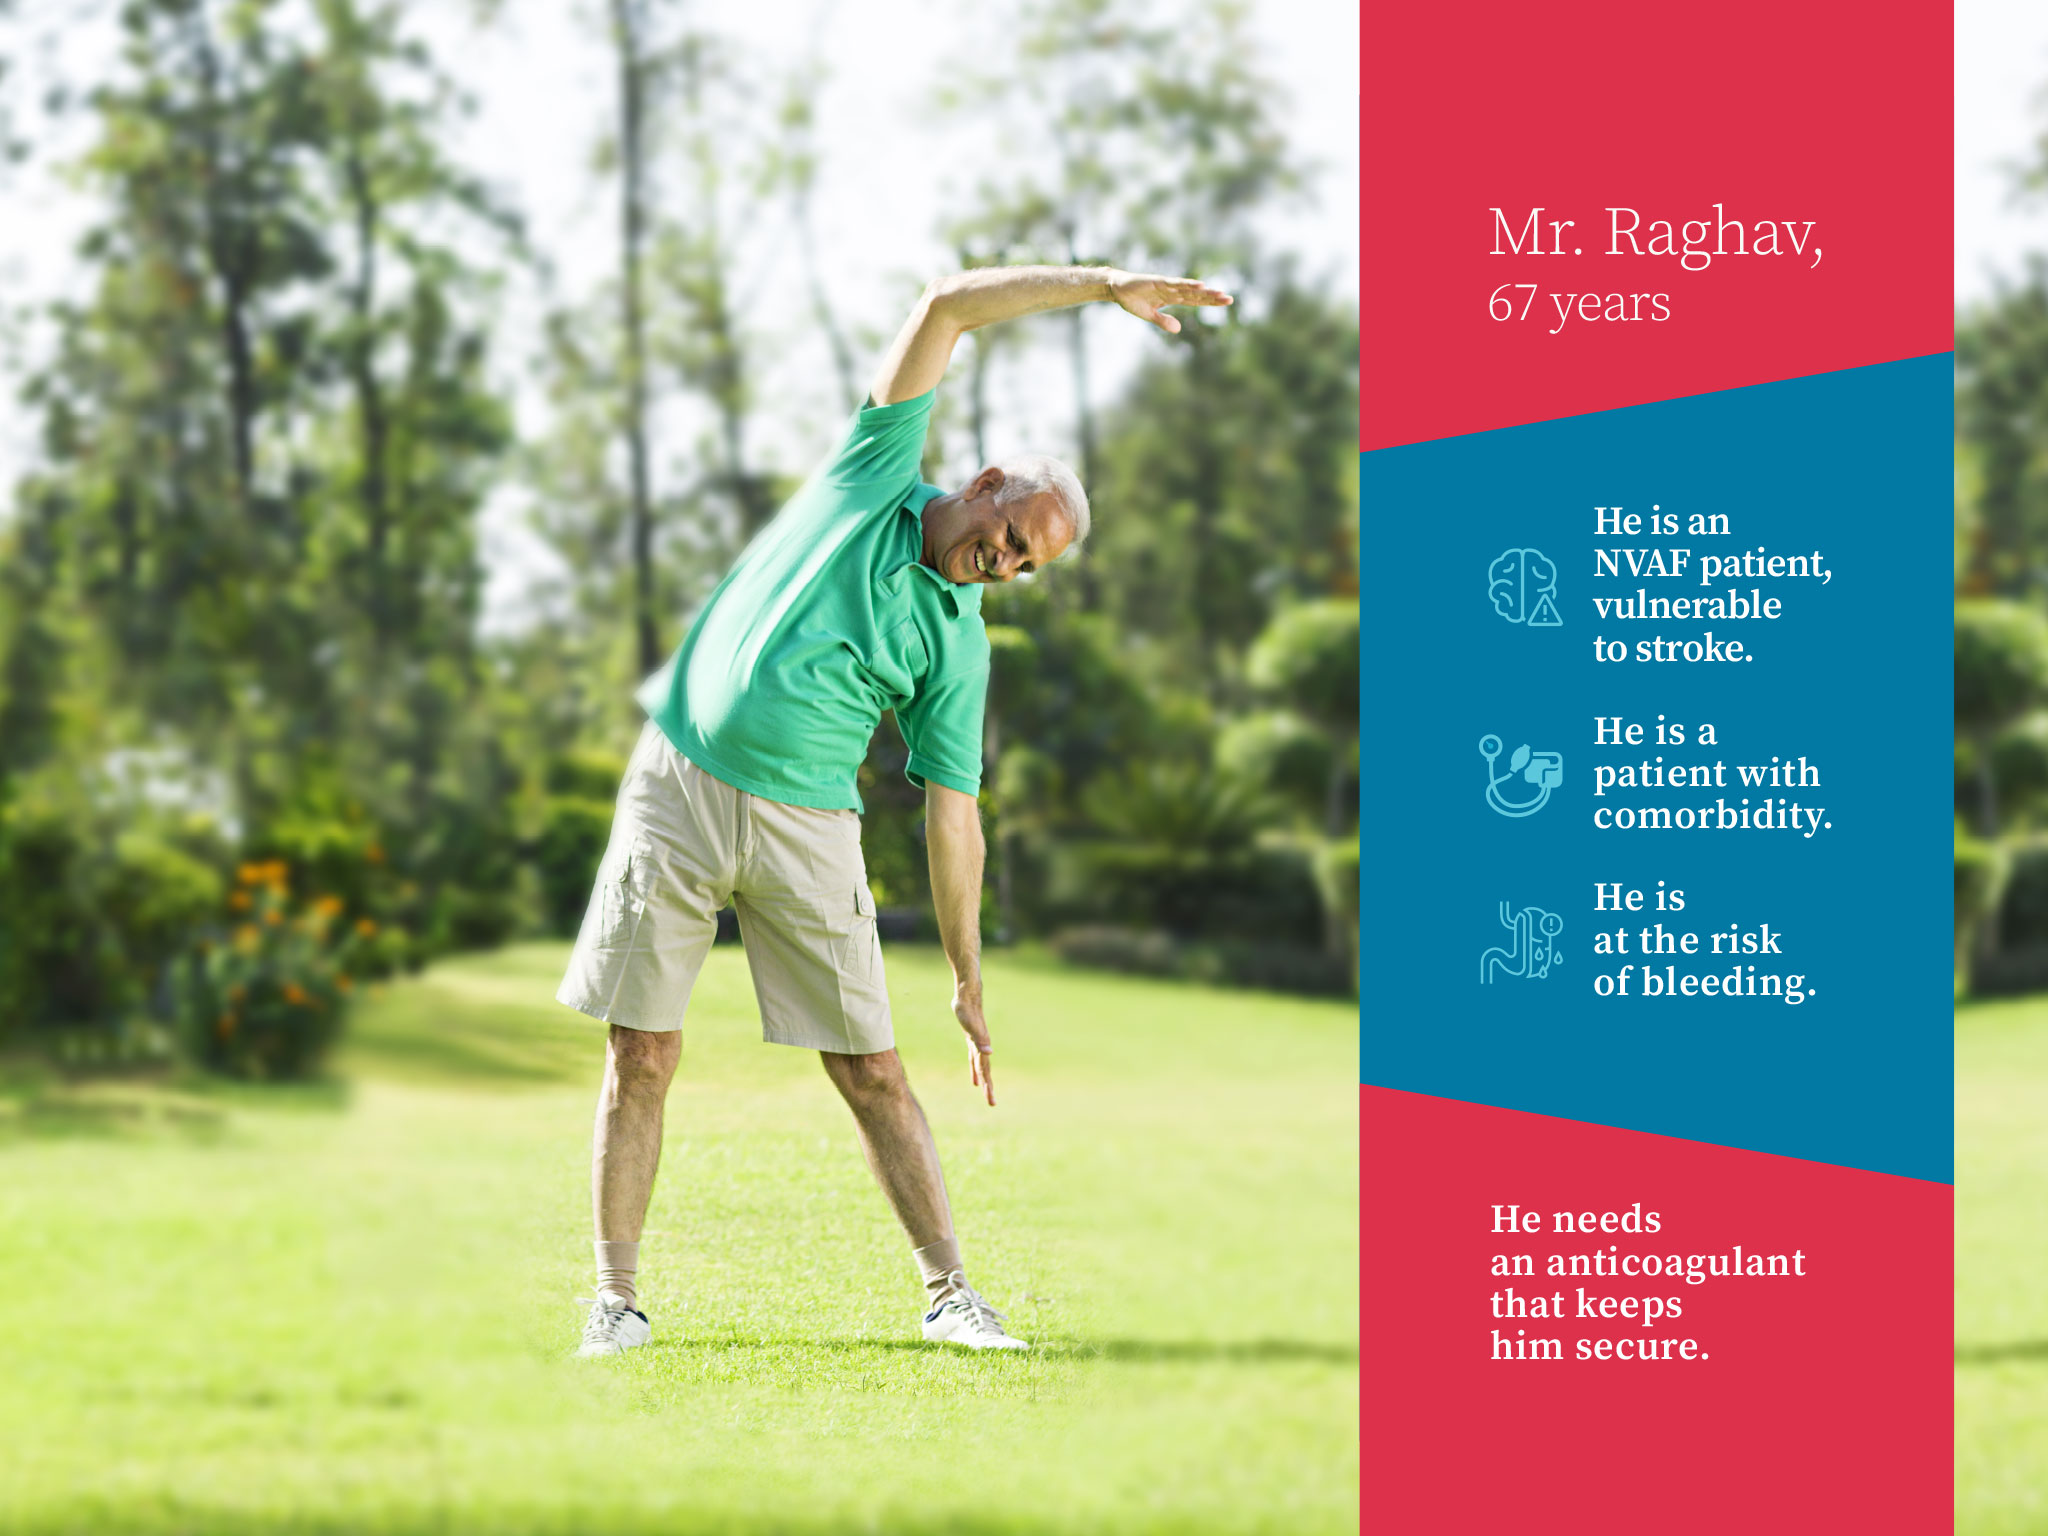 Mr. Raghav,
67 years
He is an
NVAF patient,
vulnerable
to stroke.
He is a
patient with
comorbidity.
He is
at the risk
of bleeding.
He needs
an anticoagulant
that keeps
him secure.